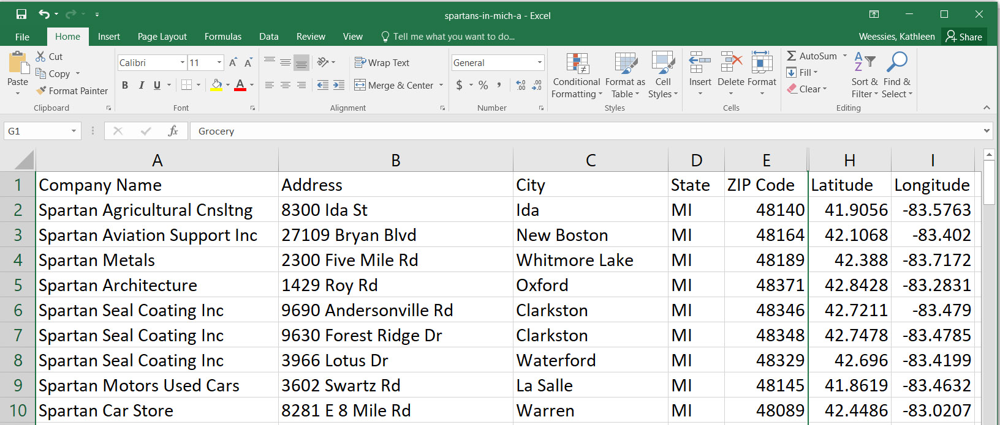 spartans-in-mich-a - Excel
File Home Insert Page Layout Formulas Data Review View Tell me what you want to do... Weessies, Kathleen Share
Paste Cut Copy Format Painter Clipboard
Calibri 11 A A B I U A Font
Wrap Text Merge & Center Alignment
General $ % , .0 .00 .00 .0 Number
Conditional Formatting Format as Table Cell Styles Styles
Insert Delete Format Cells
AutoSum Fill Clear Sort & Filter Find & Select Editing
G1 fx Grocery
A B C D E H I
1 Company Name Address City State ZIP Code Latitude Longitude
2 Spartan Agricultural Cnsltng 8300 Ida St Ida MI 48140 41.9056 -83.5763
3 Spartan Aviation Support Inc 27109 Bryan Blvd New Boston MI 48164 42.1068 -83.402
4 Spartan Metals 2300 Five Mile Rd Whitmore Lake MI 48189 42.388 -83.7172
5 Spartan Architecture 1429 Roy Rd Oxford MI 48371 42.8428 -83.2831
6 Spartan Seal Coating Inc 9690 Andersonville Rd Clarkston MI 48346 42.7211 -83.479
7 Spartan Seal Coating Inc 9630 Forest Ridge Dr Clarkston MI 48348 42.7478 -83.4785
8 Spartan Seal Coating Inc 3966 Lotus Dr Waterford MI 48329 42.696 -83.4199
9 Spartan Motors Used Cars 3602 Swartz Rd La Salle MI 48145 41.8619 -83.4632
10 Spartan Car Store 8281 E 8 Mile Rd Warren MI 48089 42.4486 -83.0207